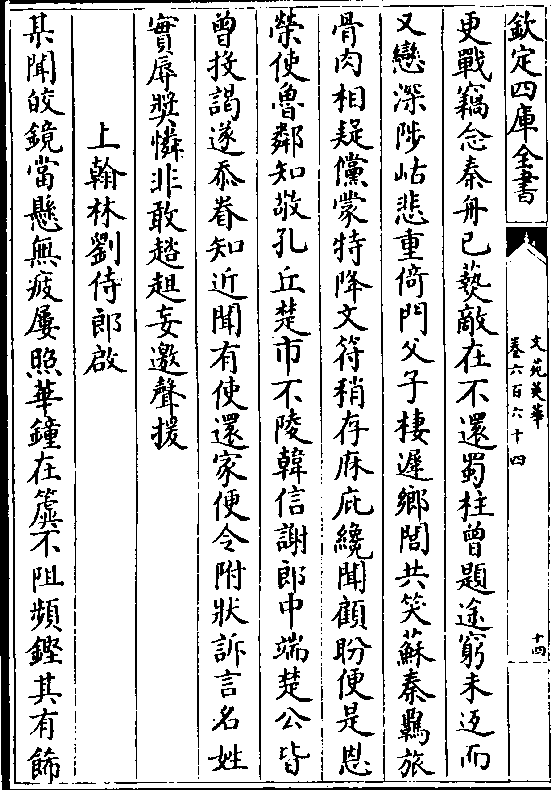 欽定四庫全書
文苑英華
卷六百六十四
十四
更戰竊念秦舟已爇敵在不還蜀柱曾題途窮未返而
又戀深陟岵悲重倚門父子棲遲鄉閭共笑蘇秦羈旅
骨肉相疑儻蒙特降文符稍存庥庇纔聞顧盼便是恩
榮使魯鄰知敬孔丘楚市不陵韓信謝郎中端楚公皆
曾投謁遂忝眷知近聞有使還家便令附狀訴言名姓
實辱奬憐非敢趦趄妄邀聲援
上翰林劉侍郎啟
某聞皎鏡當懸無疲屢照華鐘在簴不阻頻鏗其有飾